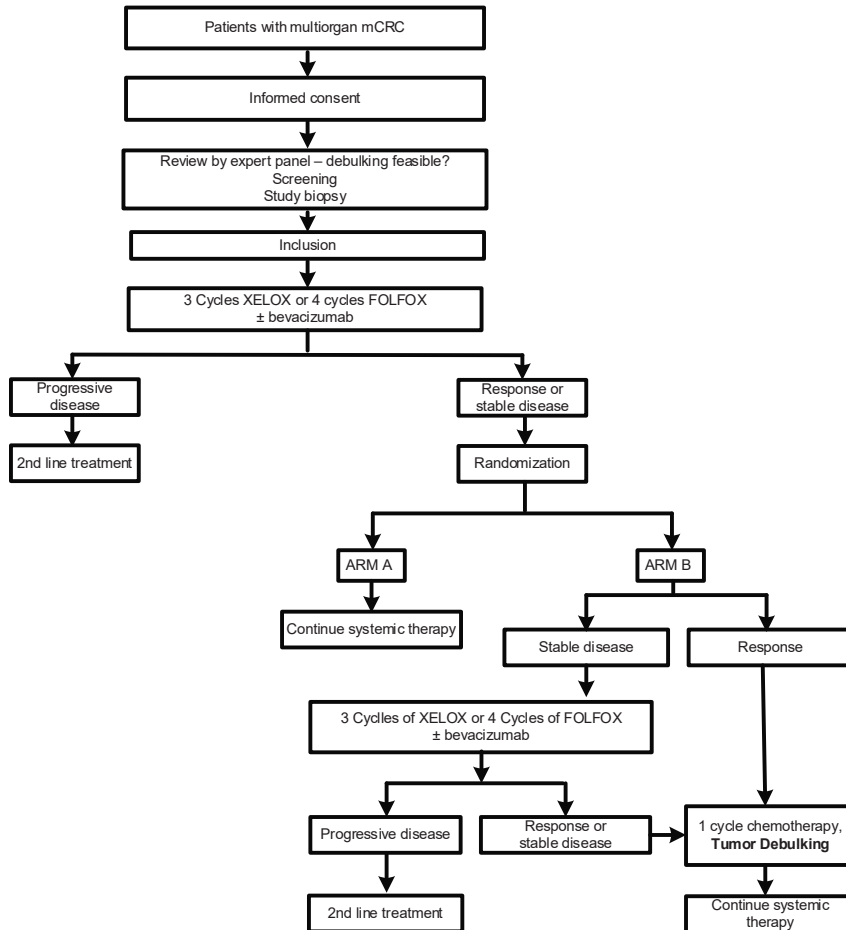 Patients with multiorgan mCRC
Informed consent
Review by expert panel – debulking feasible?
Screening
Study biopsy
Inclusion
3 Cycles XELOX or 4 cycles FOLFOX
± bevacizumab
Progressive
disease
Response or
stable disease
2nd line treatment
Randomization
ARM A
ARM B
Continue systemic therapy
Stable disease
Response
3 Cyclles of XELOX or 4 Cycles of FOLFOX
± bevacizumab
Progressive disease
Response or
stable disease
1 cycle chemotherapy,
Tumor Debulking
2nd line treatment
Continue systemic
therapy